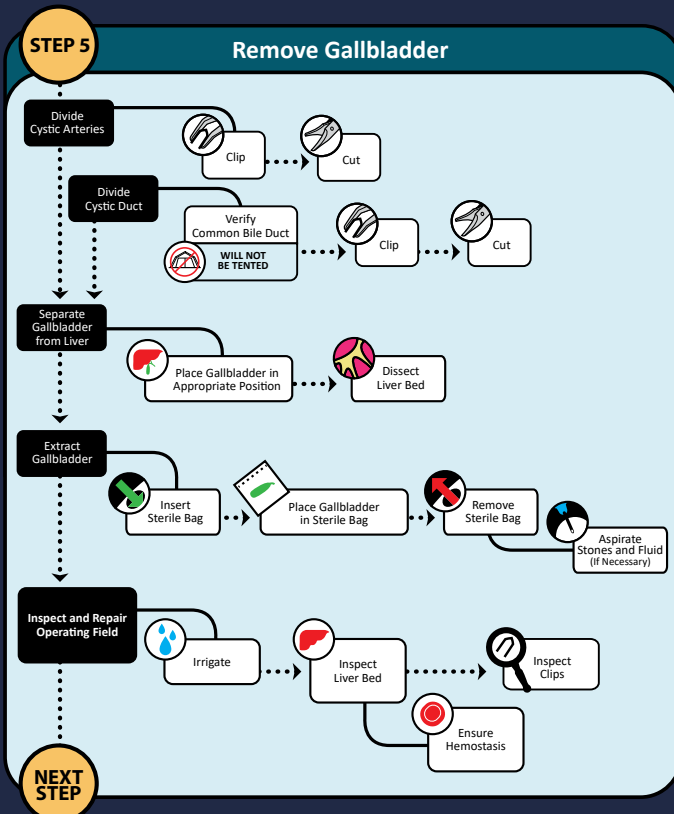 STEP 5
Remove Gallbladder
Divide
Cystic Arteries
Clip
Cut
Divide
Cystic Duct
Verify
Common Bile Duct
WILL NOT
BE TENTED
Clip
Cut
Separate
Gallbladder
from Liver
Place Gallbladder in
Appropriate Position
Dissect
Liver Bed
Extract
Gallbladder
Insert
Sterile Bag
Place Gallbladder
in Sterile Bag
Remove
Sterile Bag
Aspirate
Stones and Fluid
(If Necessary)
Inspect and Repair
Operating Field
Irrigate
Inspect
Liver Bed
Inspect
Clips
Ensure
Hemostasis
NEXT
STEP